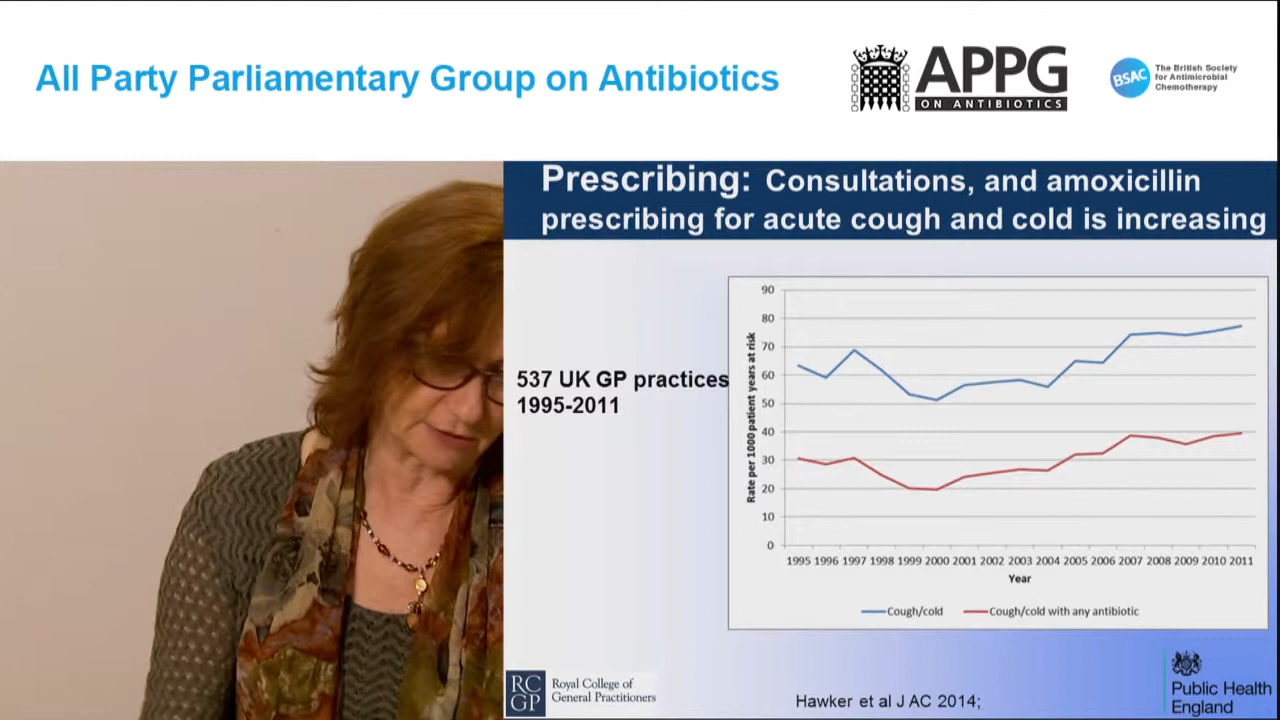 All Party Parliamentary Group on Antibiotics
APPG
ON ANTIBIOTICS
BSAC
The British Society
for Antimicrobial
Chemotherapy
Prescribing: Consultations, and amoxicillin
prescribing for acute cough and cold is increasing
537 UK GP practices
1995-2011
Rate per 1000 patient years at risk
90
80
70
60
50
40
30
20
10
0
1995 1996 1997 1998 1999 2000 2001 2002 2003 2004 2005 2006 2007 2008 2009 2010 2011
Year
Cough/cold
Cough/cold with any antibiotic
RC
GP
Royal College of
General Practitioners
Hawker et al J AC 2014;
Public Health
England